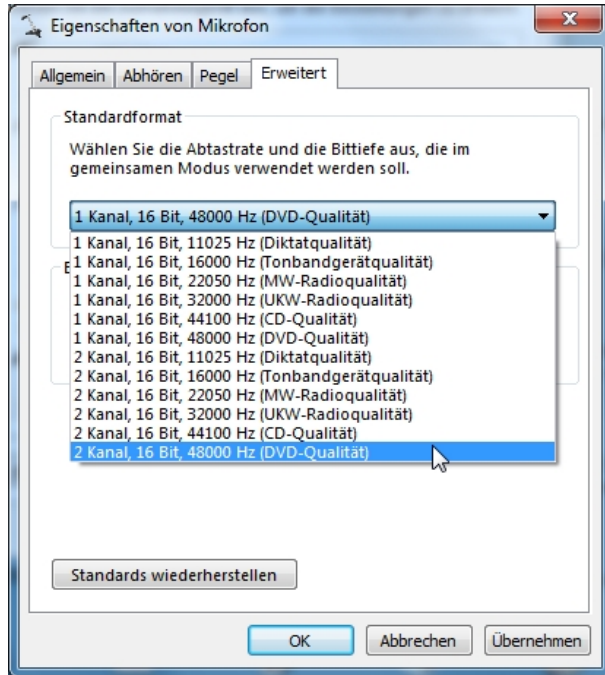 Eigenschaften von Mikrofon
Allgemein Abhören Pegel Erweitert
Standardformat
Wählen Sie die Abtastrate und die Bittiefe aus, die im
gemeinsamen Modus verwendet werden soll.
1 Kanal, 16 Bit, 48000 Hz (DVD-Qualität)
1 Kanal, 16 Bit, 11025 Hz (Diktatqualität)
1 Kanal, 16 Bit, 16000 Hz (Tonbandgerätqualität)
1 Kanal, 16 Bit, 22050 Hz (MW-Radioqualität)
1 Kanal, 16 Bit, 32000 Hz (UKW-Radioqualität)
1 Kanal, 16 Bit, 44100 Hz (CD-Qualität)
1 Kanal, 16 Bit, 48000 Hz (DVD-Qualität)
2 Kanal, 16 Bit, 11025 Hz (Diktatqualität)
2 Kanal, 16 Bit, 16000 Hz (Tonbandgerätqualität)
2 Kanal, 16 Bit, 22050 Hz (MW-Radioqualität)
2 Kanal, 16 Bit, 32000 Hz (UKW-Radioqualität)
2 Kanal, 16 Bit, 44100 Hz (CD-Qualität)
2 Kanal, 16 Bit, 48000 Hz (DVD-Qualität)
Standards wiederherstellen
OK Abbrechen Übernehmen